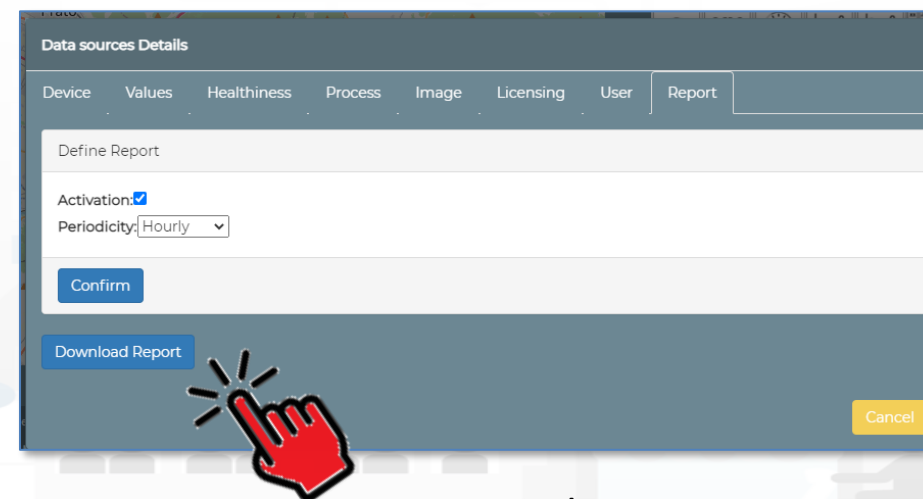 Prato
Data sources Details
Device Values Healthiness Process Image Licensing User Report
Define Report
Activation:
Periodicity: Hourly
Confirm
Download Report
Cancel